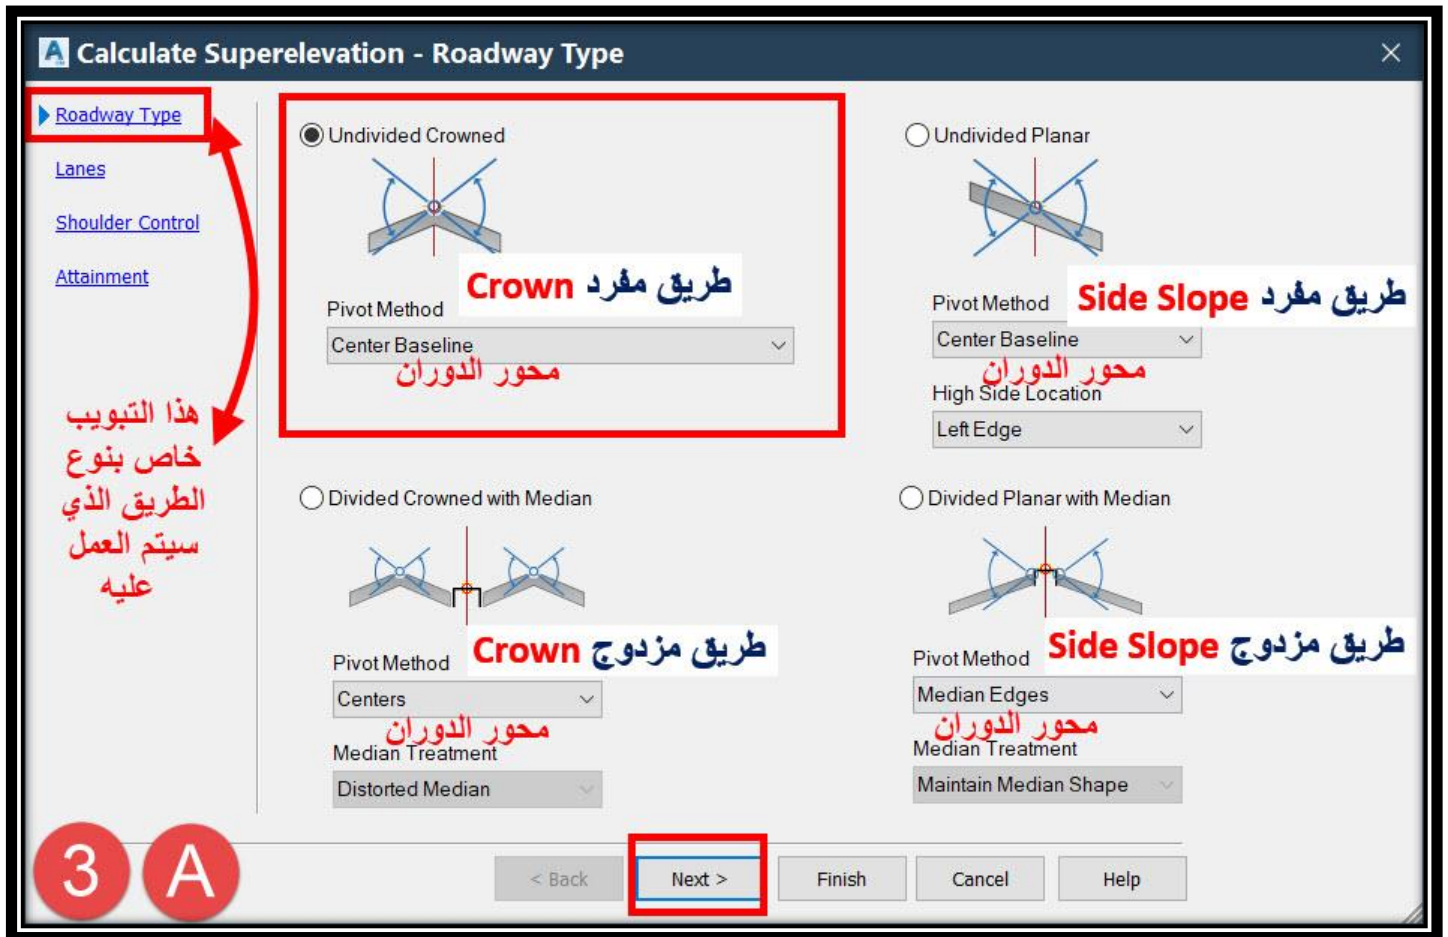 Calculate Superelevation - Roadway Type
Roadway Type
Lanes
Shoulder Control
Attainment
هذا التبويب
خاص بنوع
الطريق الذي
سيتم العمل
عليه
Undivided Crowned
طريق مفرد Crown
Pivot Method
Center Baseline
محور الدوران
Undivided Planar
طريق مفرد Side Slope
Pivot Method
Center Baseline
محور الدوران
High Side Location
Left Edge
Divided Crowned with Median
طريق مزدوج Crown
Pivot Method
Centers
محور الدوران
Median Treatment
Distorted Median
Divided Planar with Median
طريق مزدوج Side Slope
Pivot Method
Median Edges
محور الدوران
Median Treatment
Maintain Median Shape
3 A
< Back Next > Finish Cancel Help